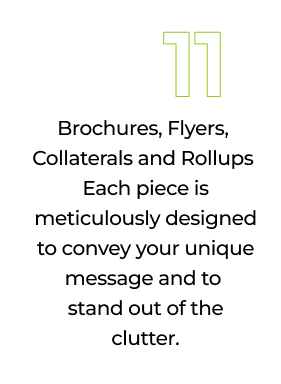 11
Brochures, Flyers,
Collaterals and Rollups
Each piece is
meticulously designed
to convey your unique
message and to
stand out of the
clutter.